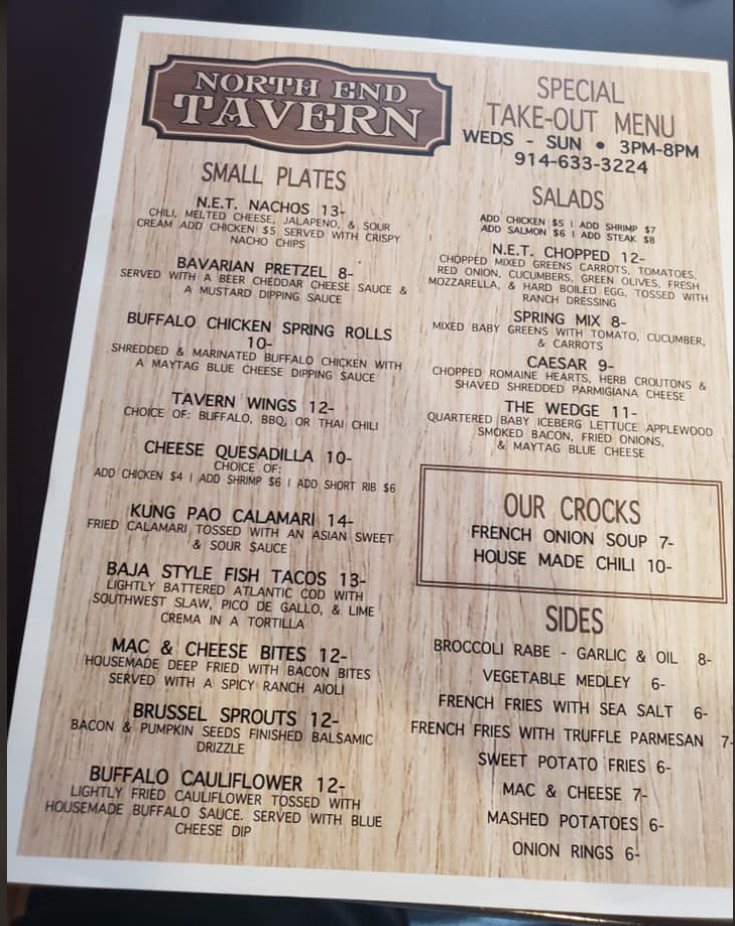 NORTH END
TAVERN
SMALL PLATES
N.E.T. NACHOS 13-
CHILI, MELTED CHEESE, JALAPENO, & SOUR
CREAM ADD CHICKEN $5 SERVED WITH CRISPY
NACHO CHIPS
BAVARIAN PRETZEL 8-
SERVED WITH A BEER CHEDDAR CHEESE SAUCE &
A MUSTARD DIPPING SAUCE
BUFFALO CHICKEN SPRING ROLLS
10-
SHREDDED & MARINATED BUFFALO CHICKEN WITH
A MAYTAG BLUE CHEESE DIPPING SAUCE
TAVERN WINGS 12-
CHOICE OF: BUFFALO, BBQ, OR THAI CHILI
CHEESE QUESADILLA 10-
CHOICE OF:
ADD CHICKEN $4 | ADD SHRIMP $6 | ADD SHORT RIB $6
KUNG PAO CALAMARI 14-
FRIED CALAMARI TOSSED WITH AN ASIAN SWEET
& SOUR SAUCE
BAJA STYLE FISH TACOS 13-
LIGHTLY BATTERED ATLANTIC COD WITH
SOUTHWEST SLAW, PICO DE GALLO, & LIME
CREMA IN A TORTILLA
MAC & CHEESE BITES 12-
HOUSEMADE DEEP FRIED WITH BACON BITES
SERVED WITH A SPICY RANCH AIOLI
BRUSSEL SPROUTS 12-
BACON & PUMPKIN SEEDS FINISHED BALSAMIC
DRIZZLE
BUFFALO CAULIFLOWER 12-
LIGHTLY FRIED CAULIFLOWER TOSSED WITH
HOUSEMADE BUFFALO SAUCE. SERVED WITH BLUE
CHEESE DIP
SPECIAL
TAKE-OUT MENU
WEDS - SUN • 3PM-8PM
914-633-3224
SALADS
ADD CHICKEN $5 | ADD SHRIMP $7
ADD SALMON $6 | ADD STEAK $8
N.E.T. CHOPPED 12-
CHOPPED MIXED GREENS CARROTS, TOMATOES,
RED ONION, CUCUMBERS, GREEN OLIVES, FRESH
MOZZARELLA, & HARD BOILED EGG, TOSSED WITH
RANCH DRESSING
SPRING MIX 8-
MIXED BABY GREENS WITH TOMATO, CUCUMBER,
& CARROTS
CAESAR 9-
CHOPPED ROMAINE HEARTS, HERB CROUTONS &
SHAVED SHREDDED PARMIGIANA CHEESE
THE WEDGE 11-
QUARTERED BABY ICEBERG LETTUCE APPLEWOOD
SMOKED BACON, FRIED ONIONS,
& MAYTAG BLUE CHEESE
OUR CROCKS
FRENCH ONION SOUP 7-
HOUSE MADE CHILI 10-
SIDES
BROCCOLI RABE - GARLIC & OIL 8-
VEGETABLE MEDLEY 6-
FRENCH FRIES WITH SEA SALT 6-
FRENCH FRIES WITH TRUFFLE PARMESAN 7-
SWEET POTATO FRIES 6-
MAC & CHEESE 7-
MASHED POTATOES 6-
ONION RINGS 6-